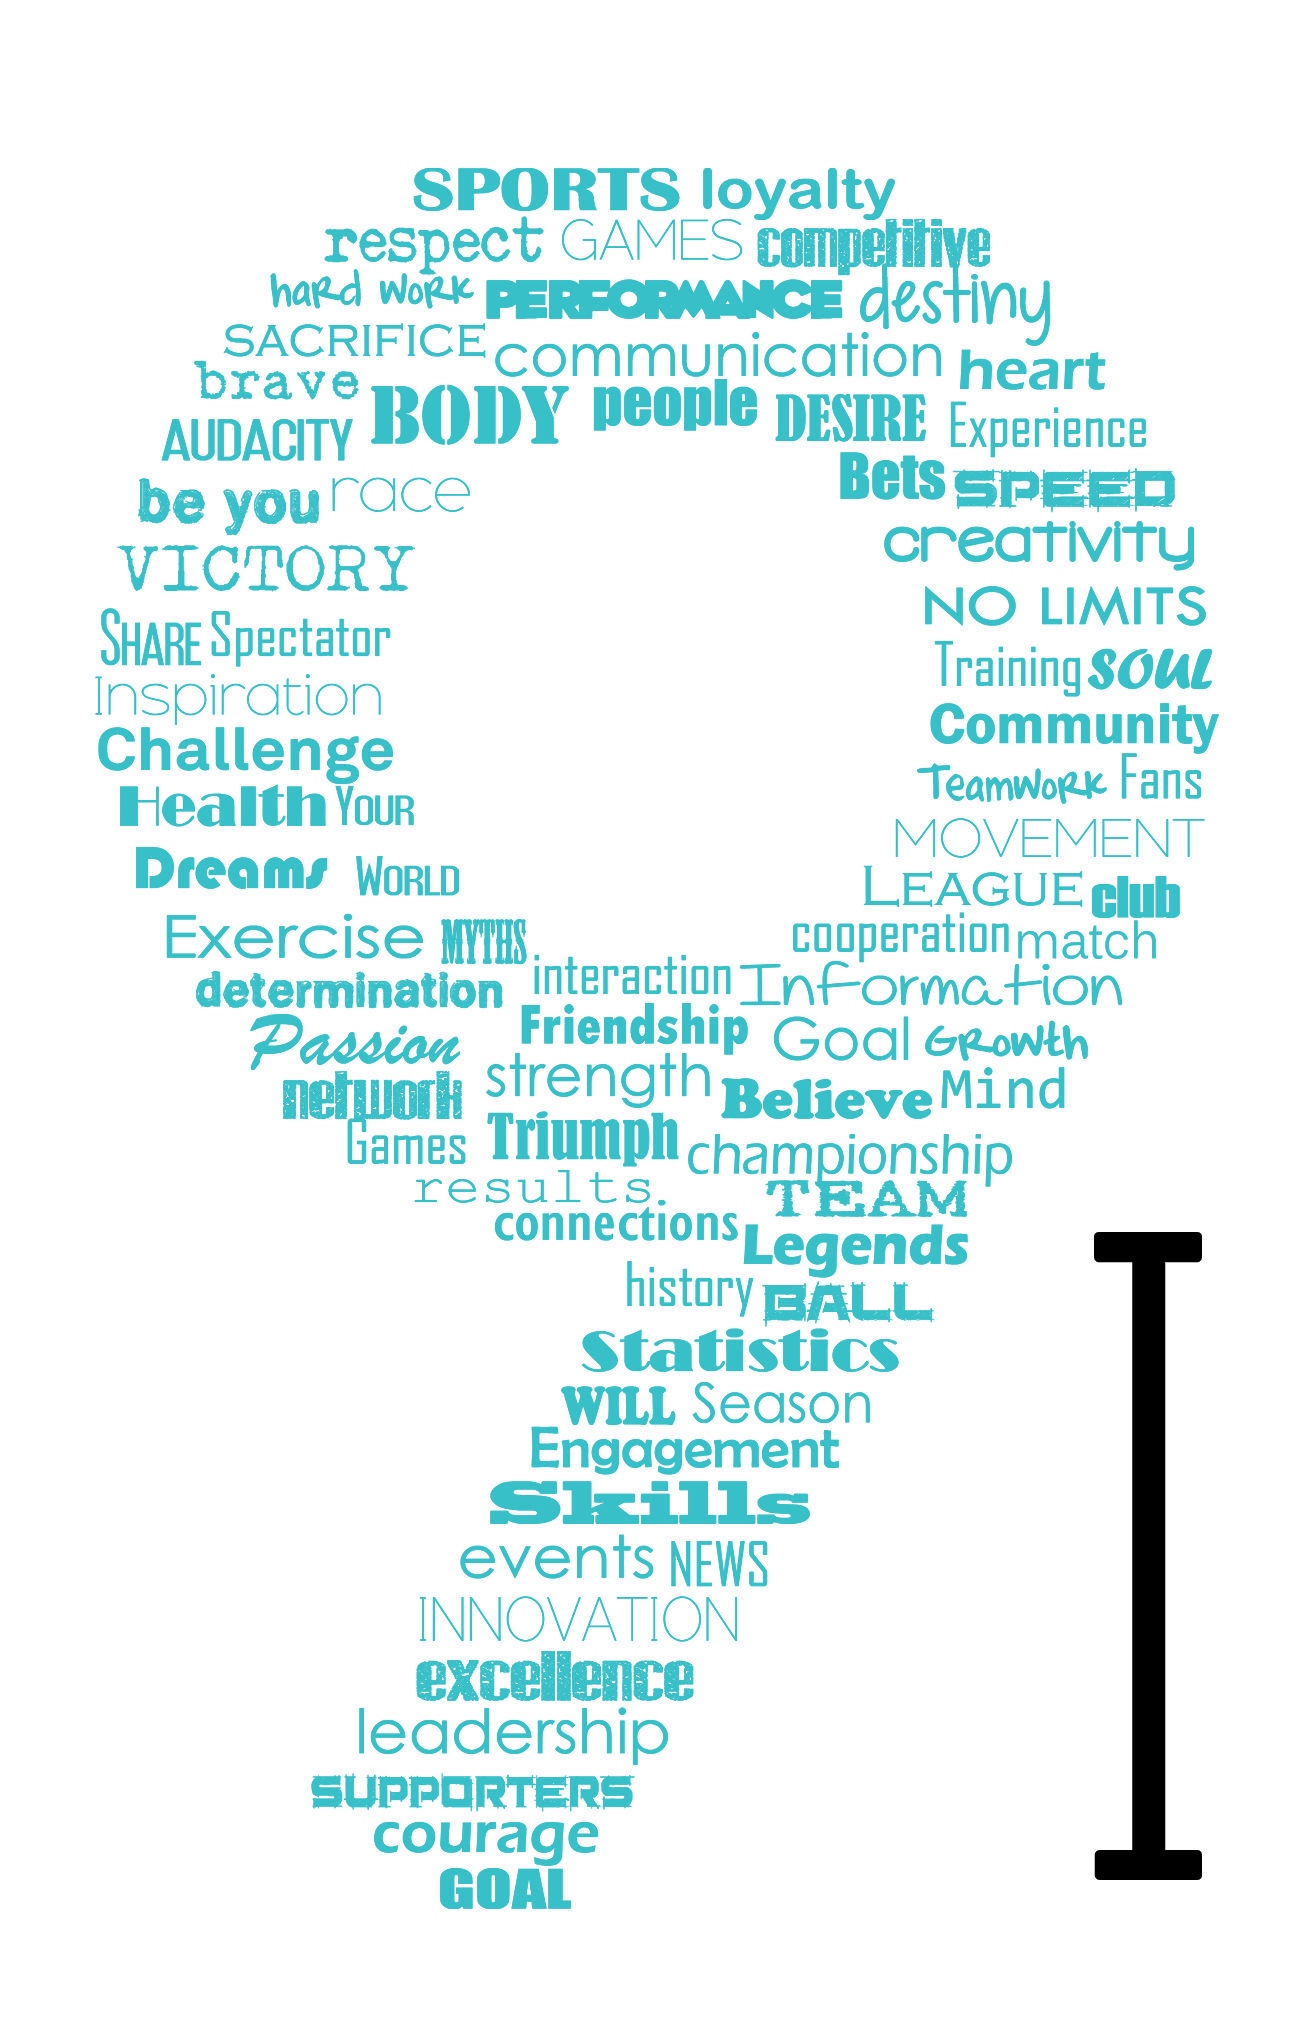 SPORTS loyalty
respect GAMES competitive
hard work PERFORMANCE destiny
SACRIFICE communication heart
brave BODY people DESIRE Experience
AUDACITY Bets SPEED
be you race
creativity
VICTORY NO LIMITS
SHARE Spectator Training SOUL
Inspiration Community
Challenge Teamwork Fans
Health YOUR MOVEMENT
Dreams WORLD LEAGUE club
Exercise MYTHS cooperation match
determination interaction Information
Passion Friendship Goal Growth
network strength Believe Mind
Games Triumph championship
results. TEAM
connections Legends
history BALL
Statistics
WILL Season
Engagement
Skills
events NEWS
INNOVATION
excellence
leadership
SUPPORTERS
courage
GOAL